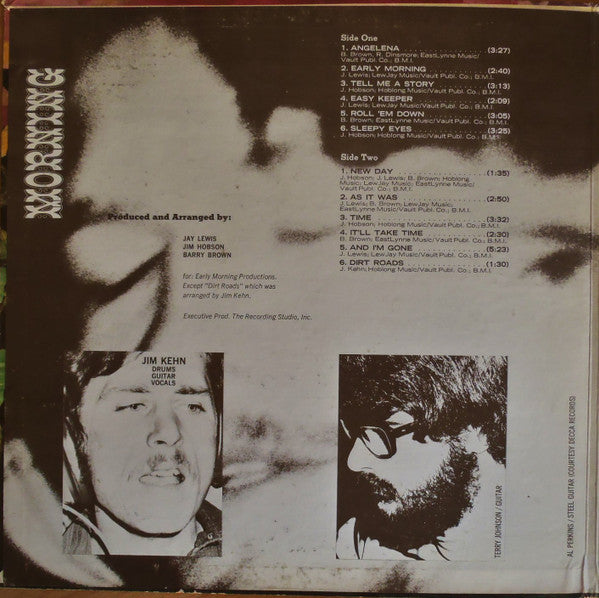 MORNING
Side One
1. ANGELENA (3:27)
B. Brown, R. Dinsmore; EastLynne Music/
Vault Publ. Co., B.M.I.
2. EARLY MORNING (2:40)
J. Lewis; LewJay Music/Vault Publ. Co.; B.M.I.
3. TELL ME A STORY (3:13)
J. Hobson; Hoblong Music/Vault Publ. Co., B.M.I.
4. EASY KEEPER (2:09)
J. Lewis; LewJay Music/Vault Publ. Co.; B.M.I.
5. ROLL 'EM DOWN (3:05)
B. Brown; EastLynne Music/Vault Publ. Co.; B.M.I.
6. SLEEPY EYES (3:25)
J. Hobson; Hoblong Music/Vault Publ. Co., B.M.I.
Side Two
1. NEW DAY (1:35)
J. Hobson; J. Lewis; B. Brown; Hoblong
Music; LewJay Music; EastLynne Music/
Vault Publ. Co.; B.M.I.
2. AS IT WAS (2:50)
J. Lewis; B. Brown; LewJay Music;
EastLynne Music/Vault Publ. Co.; B.M.I.
3. TIME (3:32)
J. Hobson; Hoblong Music/Vault Publ. Co.; B.M.I.
4. IT'LL TAKE TIME (2:30)
B. Brown; EastLynne Music/Vault Publ. Co.; B.M.I.
5. AND I'M GONE (5:23)
J. Lewis; LewJay Music/Vault Publ. Co.; B.M.I.
6. DIRT ROADS (1:30)
J. Kehn; Hoblong Music/Vault Publ. Co.; B.M.I.
Produced and Arranged by:
JAY LEWIS
JIM HOBSON
BARRY BROWN
for: Early Morning Productions.
Except "Dirt Roads" which was
arranged by Jim Kehn.
Executive Prod. The Recording Studio, Inc.
JIM KEHN
DRUMS
GUITAR
VOCALS
TERRY JOHNSON / GUITAR
AL PERKINS / STEEL GUITAR (COURTESY DECCA RECORDS)